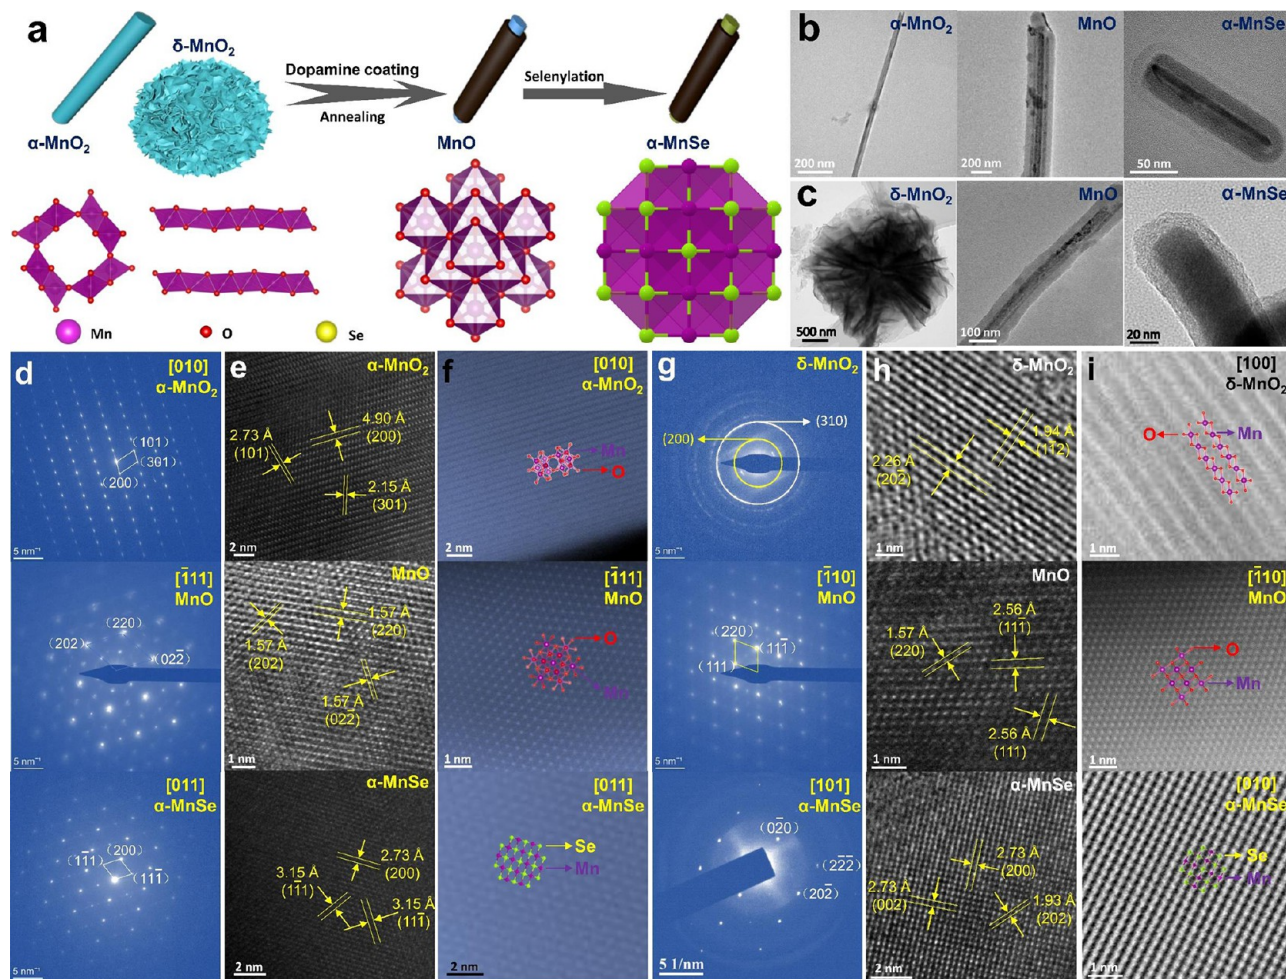 a
α-MnO₂
δ-MnO₂
Dopamine coating
Annealing
Selenylation
MnO
α-MnSe
Mn
O
Se
b
α-MnO₂
200 nm
MnO
200 nm
α-MnSe
50 nm
c
δ-MnO₂
500 nm
MnO
100 nm
α-MnSe
20 nm
d
[010]
α-MnO₂
(101)
(301)
(200)
5 nm⁻¹
[1̄11]
MnO
(220)
(202)
(022̄)
5 nm⁻¹
[011]
α-MnSe
(200)
(11̄1)
(111̄)
5 nm⁻¹
e
α-MnO₂
4.90 Å
(200)
2.73 Å
(101)
2.15 Å
(301)
2 nm
MnO
1.57 Å
(220)
1.57 Å
(202)
1.57 Å
(022̄)
1 nm
α-MnSe
2.73 Å
(200)
3.15 Å
(11̄1)
3.15 Å
(111̄)
2 nm
f
[010]
α-MnO₂
Mn
O
2 nm
[1̄11]
MnO
O
Mn
1 nm
[011]
α-MnSe
Se
Mn
2 nm
g
δ-MnO₂
(310)
(200)
5 nm⁻¹
[1̄10]
MnO
(220)
(111̄)
(111)
5 nm⁻¹
[101]
α-MnSe
(02̄0)
(22̄2̄)
(202̄)
5 1/nm
h
δ-MnO₂
1.94 Å
(11̄2)
2.26 Å
(202̄)
1 nm
MnO
2.56 Å
(111̄)
1.57 Å
(220)
2.56 Å
(111)
1 nm
α-MnSe
2.73 Å
(200)
2.73 Å
(002)
1.93 Å
(202)
2 nm
i
[100]
δ-MnO₂
O
Mn
1 nm
[1̄10]
MnO
O
Mn
1 nm
[010]
α-MnSe
Se
Mn
1 nm